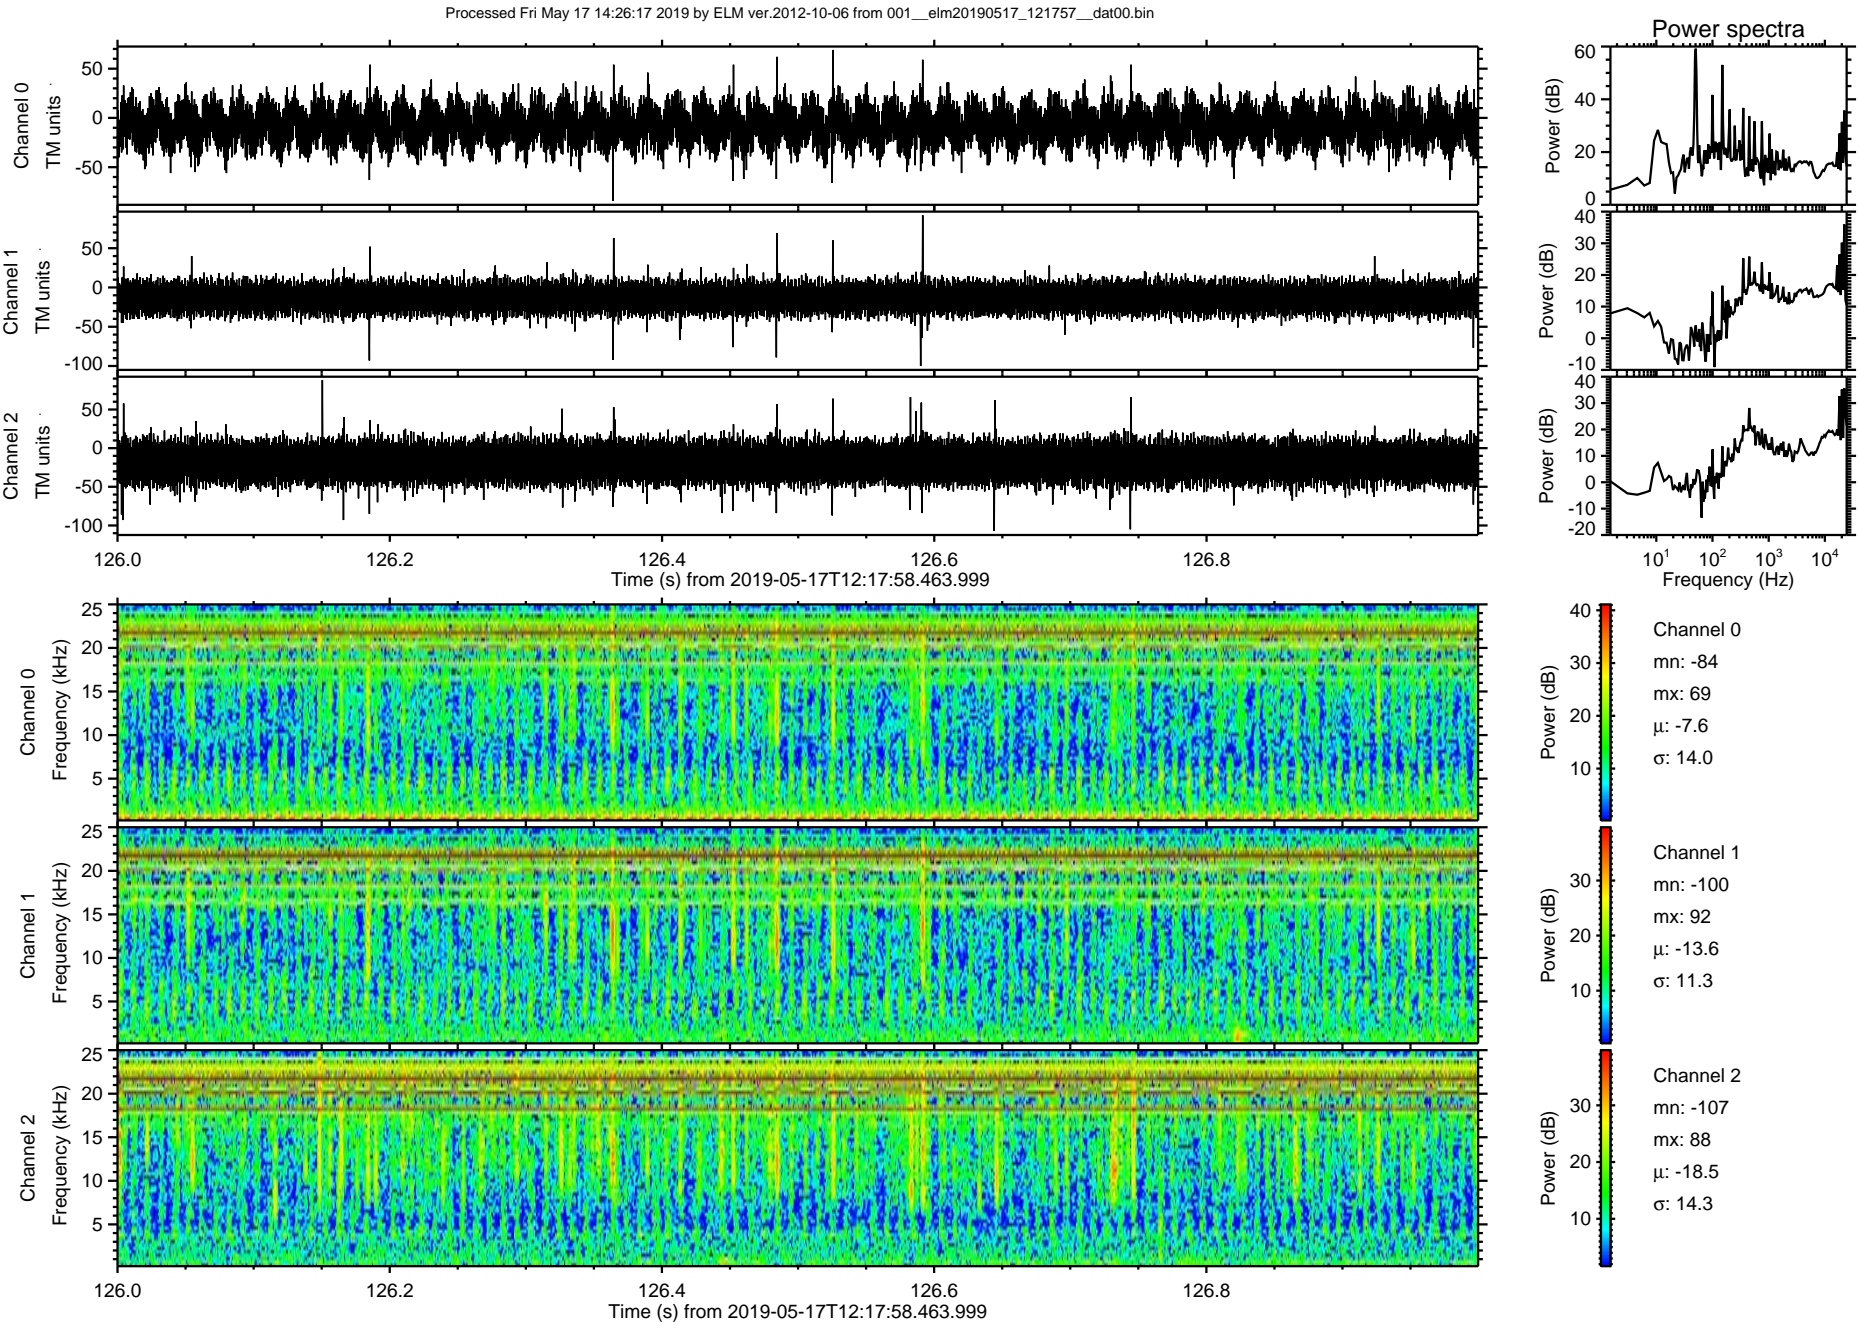 Processed Fri May 17 14:26:17 2019 by ELM ver.2012-10-06 from 001__elm20190517_121757__dat00.bin
Power spectra
Channel 0
TM units
50
0
-50
Power (dB)
60
40
20
0
Channel 1
TM units
50
0
-50
-100
Power (dB)
40
30
20
10
0
-10
Channel 2
TM units
50
0
-50
-100
Power (dB)
40
30
20
10
0
-10
-20
126.0 126.2 126.4 126.6 126.8
Time (s) from 2019-05-17T12:17:58.463.999
10^1 10^2 10^3 10^4
Frequency (Hz)
Channel 0
Frequency (kHz)
25
20
15
10
5
Power (dB)
40
30
20
10
Channel 0
mn: -84
mx: 69
μ: -7.6
σ: 14.0
Channel 1
Frequency (kHz)
25
20
15
10
5
Power (dB)
30
20
10
Channel 1
mn: -100
mx: 92
μ: -13.6
σ: 11.3
Channel 2
Frequency (kHz)
25
20
15
10
5
Power (dB)
30
20
10
Channel 2
mn: -107
mx: 88
μ: -18.5
σ: 14.3
126.0 126.2 126.4 126.6 126.8
Time (s) from 2019-05-17T12:17:58.463.999